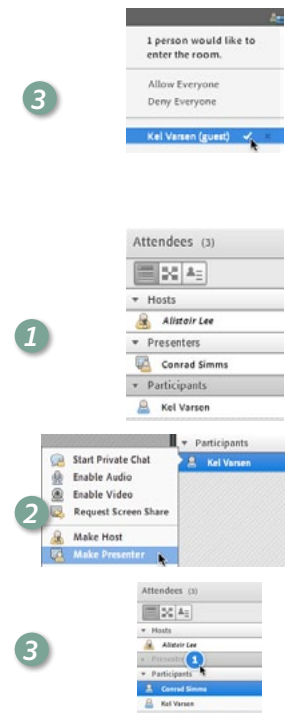 1 person would like to
enter the room.
Allow Everyone
Deny Everyone
3
Kel Varsen (guest)
Attendees (3)
Hosts
Alistair Lee
1
Presenters
Conrad Simms
Participants
Kel Varsen
Participants
Start Private Chat
Kel Varsen
Enable Audio
Enable Video
2
Request Screen Share
Make Host
Make Presenter
Attendees (3)
Hosts
Alistair Lee
3
Presenters
1
Participants
Conrad Simms
Kel Varsen